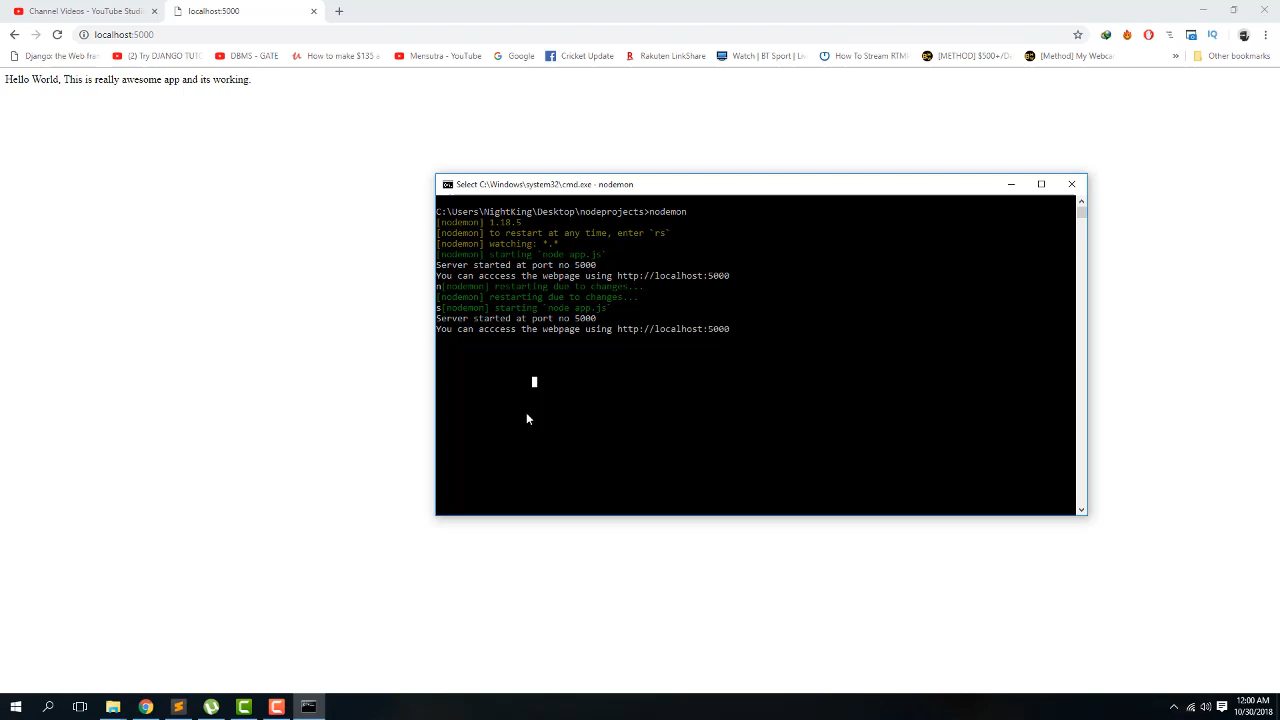 Channel Videos - YouTube Studi
localhost:5000
localhost:5000
Django: the Web fram
(2) Try DJANGO TUTO
DBMS - GATE
How to make $135 a
Mensutra - YouTube
Google
Cricket Update
Rakuten LinkShare
Watch | BT Sport | Li
How To Stream RTMP
[METHOD] $500+/Da
[Method] My Webca
»
Other bookmarks
Hello World, This is really awesome app and its working.
Select C:\Windows\system32\cmd.exe - nodemon
C:\Users\NightKing\Desktop\nodeprojects>nodemon
[nodemon] 1.18.5
[nodemon] to restart at any time, enter `rs`
[nodemon] watching: *.*
[nodemon] starting `node app.js`
Server started at port no 5000
You can acccess the webpage using http://localhost:5000
n[nodemon] restarting due to changes...
[nodemon] restarting due to changes...
s[nodemon] starting `node app.js`
Server started at port no 5000
You can acccess the webpage using http://localhost:5000
12:00 AM
10/30/2018